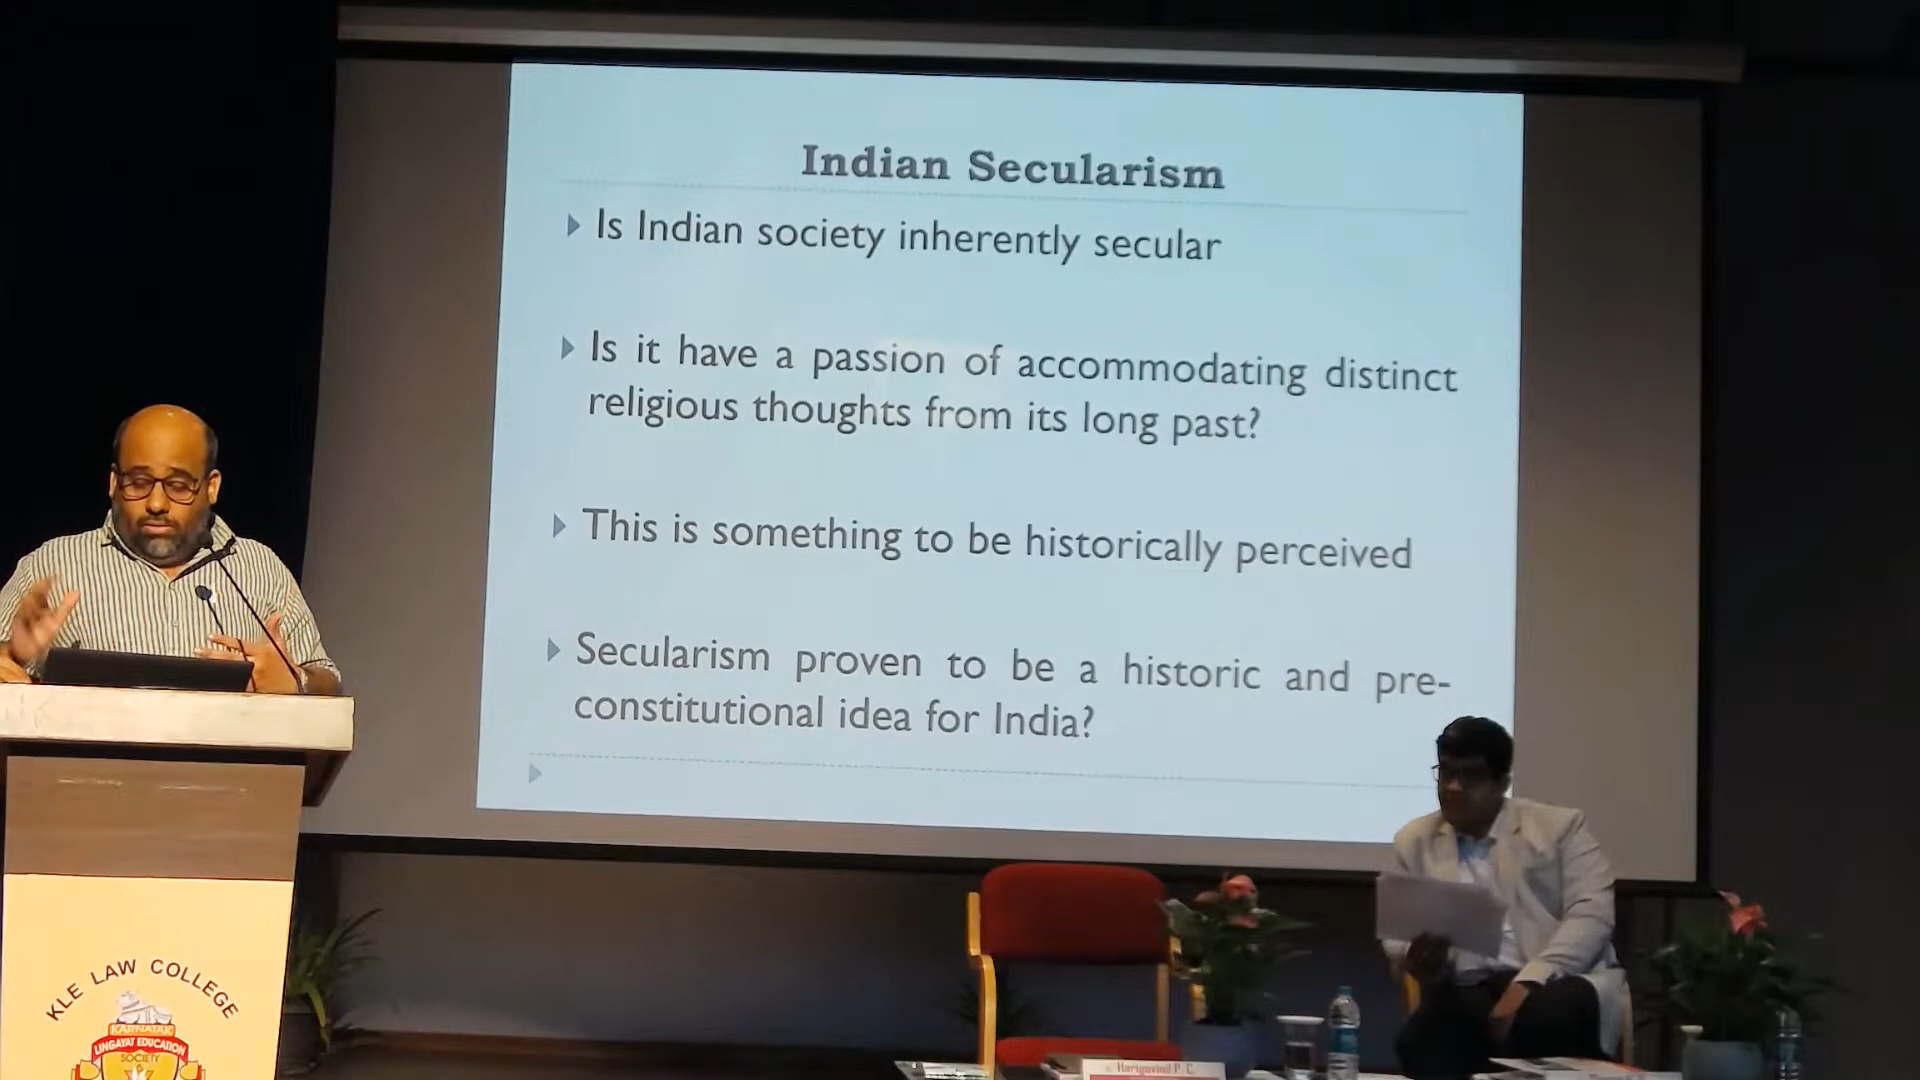 Indian Secularism
Is Indian society inherently secular
Is it have a passion of accommodating distinct
religious thoughts from its long past?
This is something to be historically perceived
Secularism proven to be a historic and pre-
constitutional idea for India?
KLE LAW COLLEGE
KARNATAK
LINGAYAT EDUCATION
SOCIETY
Harigovind P. C.